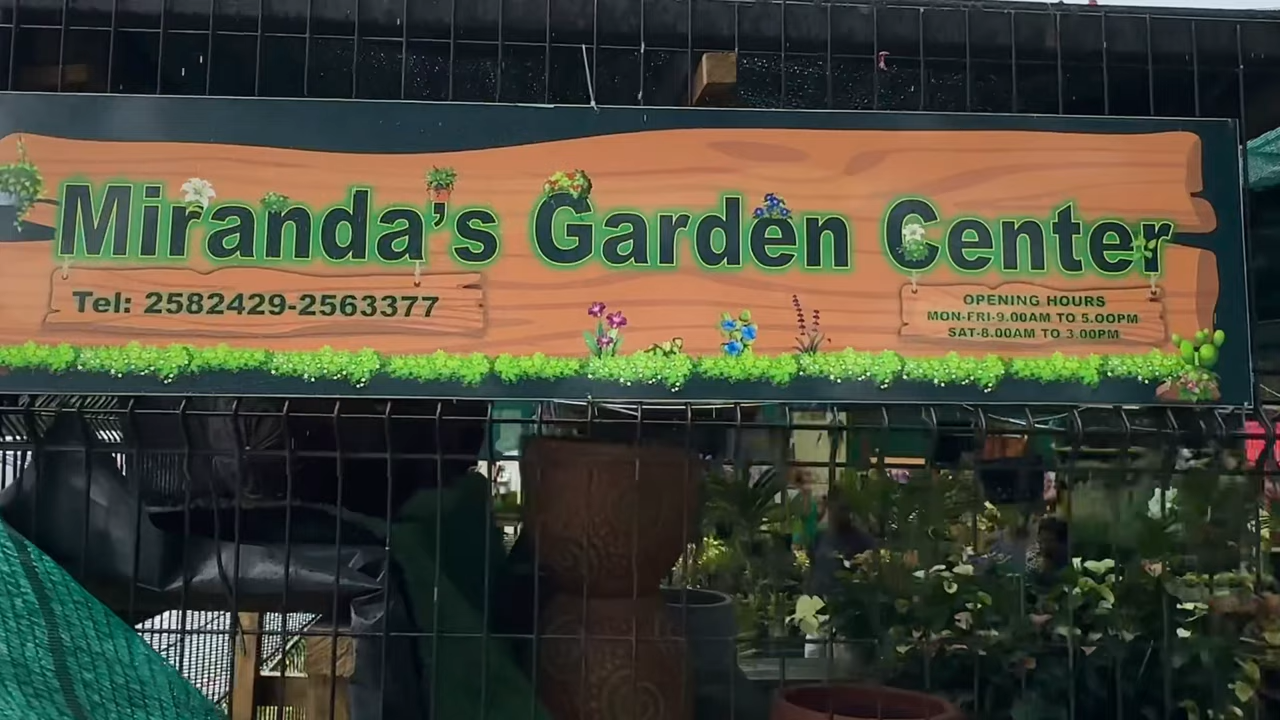 Miranda's Garden Center
Tel: 2582429-2563377
OPENING HOURS
MON-FRI-9.00AM TO 5.OOPM
SAT-8.00AM TO 3.00PM